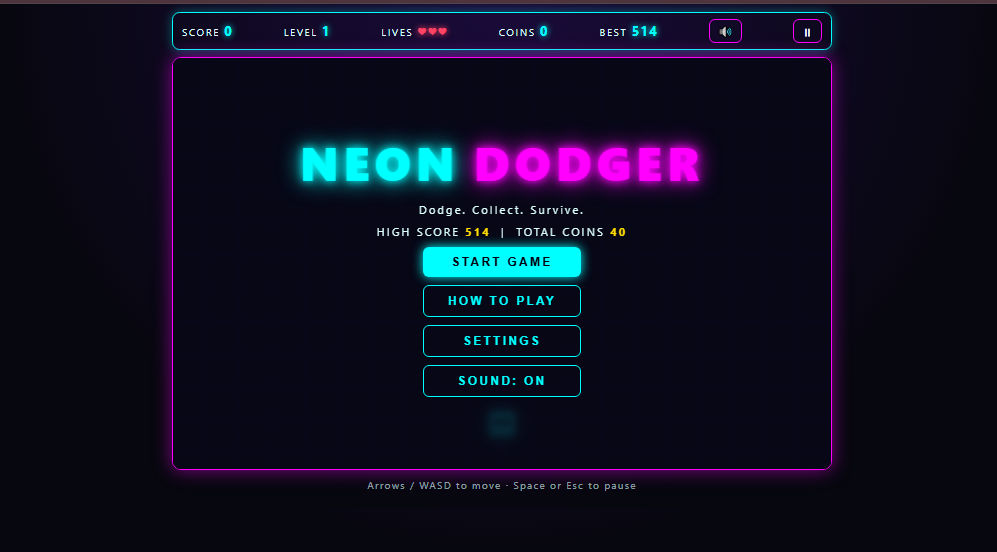 SCORE 0 LEVEL 1 LIVES ♥♥♥ COINS 0 BEST 514
NEON DODGER
Dodge. Collect. Survive.
HIGH SCORE 514 | TOTAL COINS 40
START GAME
HOW TO PLAY
SETTINGS
SOUND: ON
Arrows / WASD to move · Space or Esc to pause